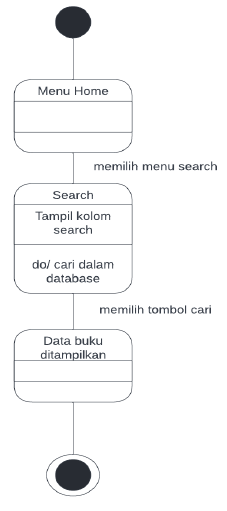 Menu Home
memilih menu search
Search
Tampil kolom
search
do/ cari dalam
database
memilih tombol cari
Data buku
ditampilkan